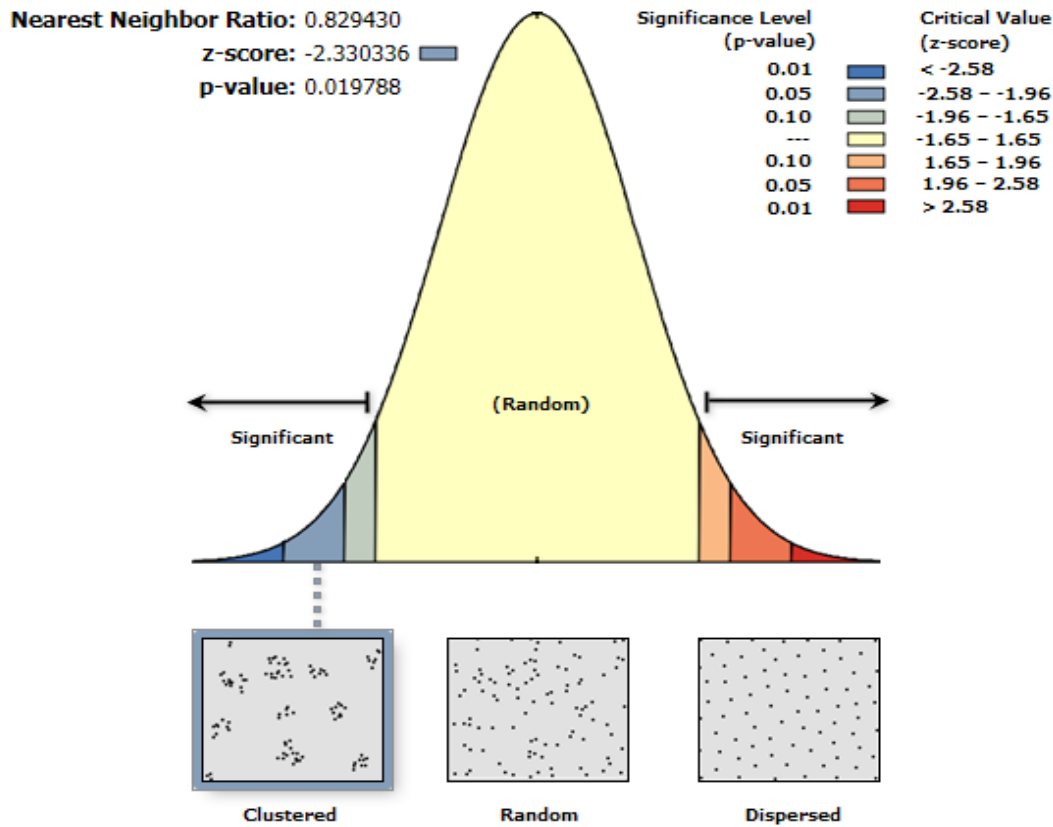 Nearest Neighbor Ratio: 0.829430
z-score: -2.330336
p-value: 0.019788
Significance Level
(p-value)
Critical Value
(z-score)
0.01 < -2.58
0.05 -2.58 – -1.96
0.10 -1.96 – -1.65
--- -1.65 – 1.65
0.10 1.65 – 1.96
0.05 1.96 – 2.58
0.01 > 2.58
(Random)
Significant
Significant
Clustered
Random
Dispersed